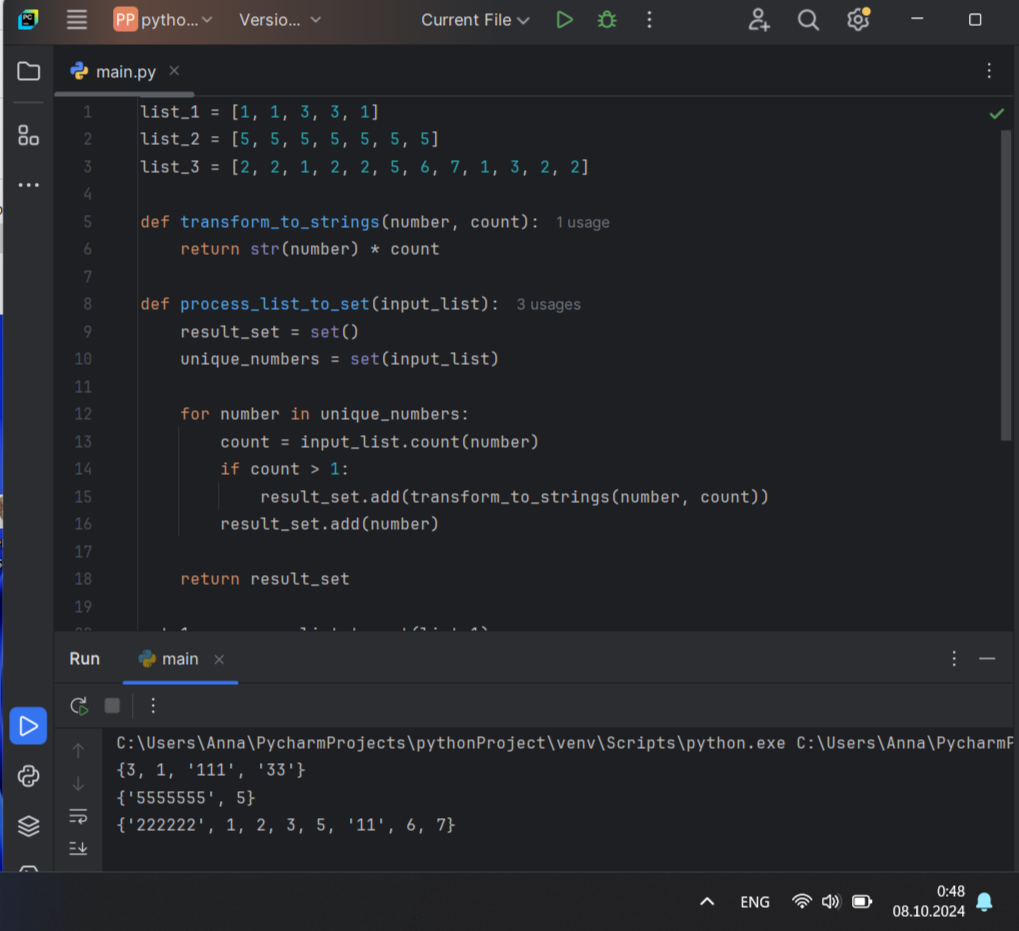 PP pytho... Versio... Current File
main.py
1 list_1 = [1, 1, 3, 3, 1]
2 list_2 = [5, 5, 5, 5, 5, 5, 5]
3 list_3 = [2, 2, 1, 2, 2, 5, 6, 7, 1, 3, 2, 2]
4
5 def transform_to_strings(number, count): 1 usage
6     return str(number) * count
7
8 def process_list_to_set(input_list): 3 usages
9     result_set = set()
10     unique_numbers = set(input_list)
11
12     for number in unique_numbers:
13         count = input_list.count(number)
14         if count > 1:
15             result_set.add(transform_to_strings(number, count))
16         result_set.add(number)
17
18     return result_set
19
Run main
C:\Users\Anna\PycharmProjects\pythonProject\venv\Scripts\python.exe C:\Users\Anna\PycharmP
{3, 1, '111', '33'}
{'5555555', 5}
{'222222', 1, 2, 3, 5, '11', 6, 7}
ENG
0:48
08.10.2024